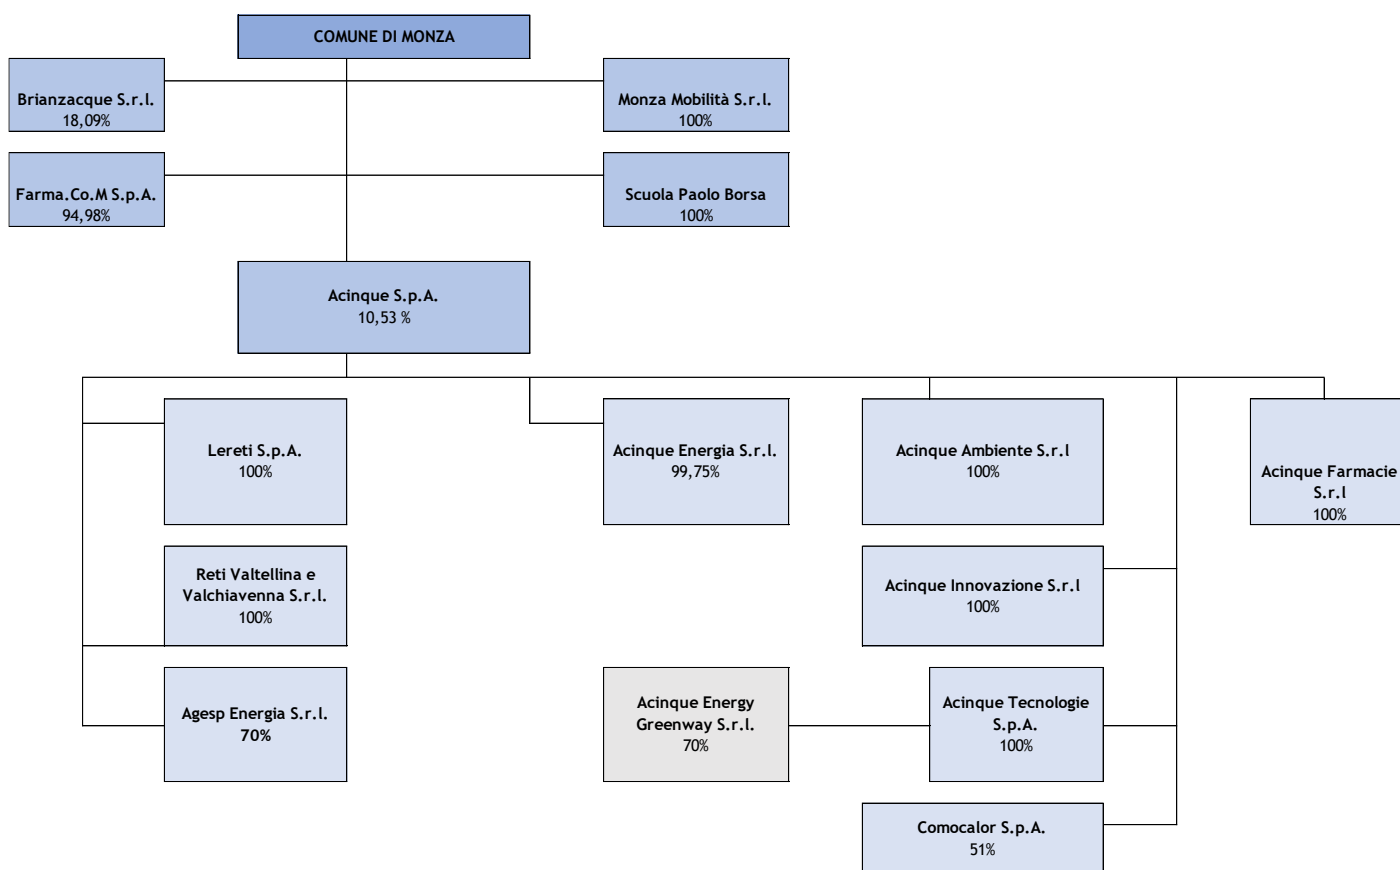 COMUNE DI MONZA
Brianzacque S.r.l.
18,09%
Monza Mobilità S.r.l.
100%
Farma.Co.M S.p.A.
94,98%
Scuola Paolo Borsa
100%
Acinque S.p.A.
10,53 %
Lereti S.p.A.
100%
Acinque Energia S.r.l.
99,75%
Acinque Ambiente S.r.l
100%
Acinque Farmacie
S.r.l
100%
Reti Valtellina e
Valchiavenna S.r.l.
100%
Acinque Innovazione S.r.l
100%
Agesp Energia S.r.l.
70%
Acinque Energy
Greenway S.r.l.
70%
Acinque Tecnologie
S.p.A.
100%
Comocalor S.p.A.
51%